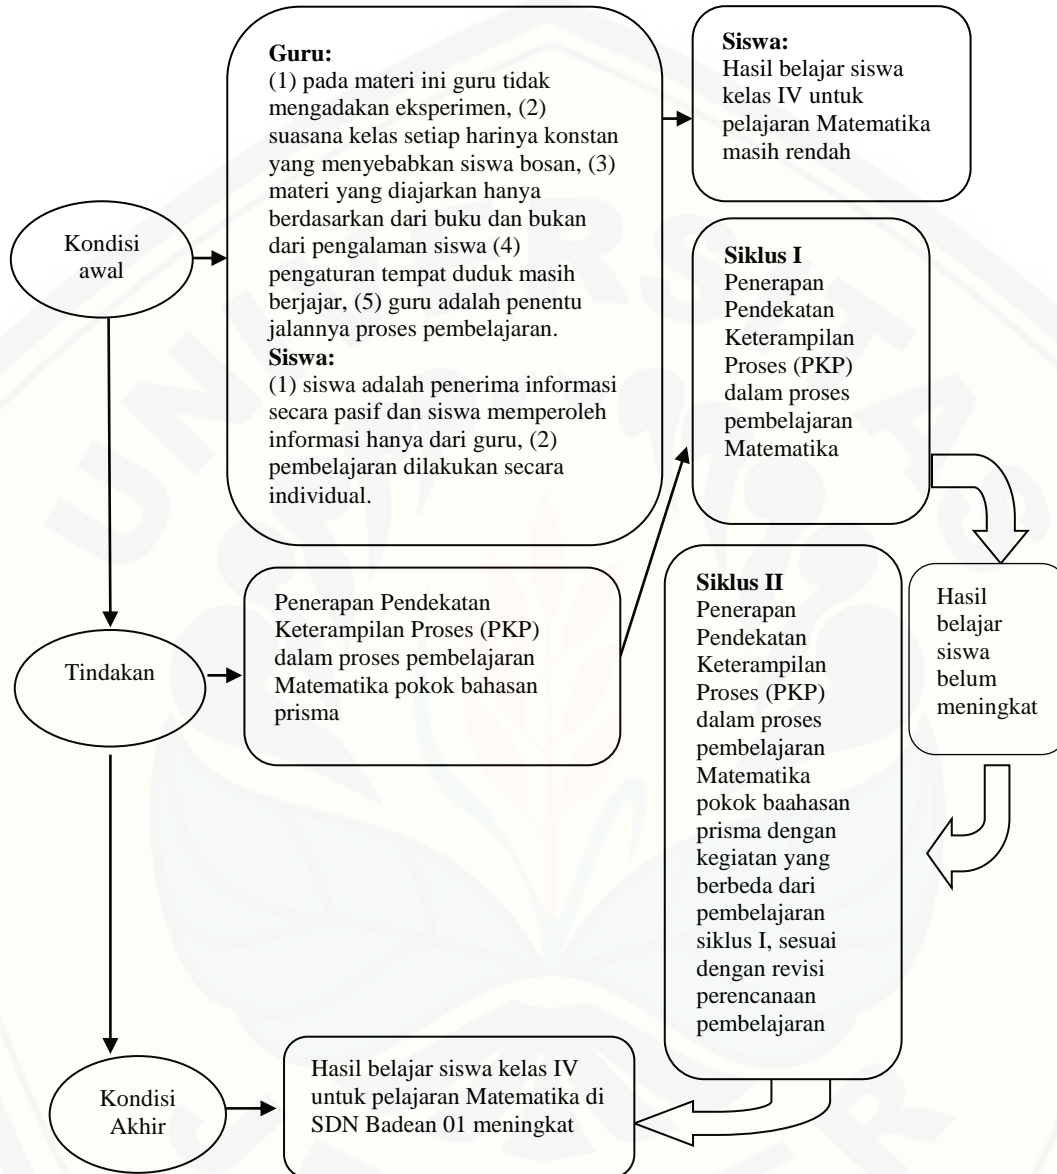 Guru:
(1) pada materi ini guru tidak
mengadakan eksperimen, (2)
suasana kelas setiap harinya konstan
yang menyebabkan siswa bosan, (3)
materi yang diajarkan hanya
berdasarkan dari buku dan bukan
dari pengalaman siswa (4)
pengaturan tempat duduk masih
berjajar, (5) guru adalah penentu
jalannya proses pembelajaran.
Siswa:
(1) siswa adalah penerima informasi
secara pasif dan siswa memperoleh
informasi hanya dari guru, (2)
pembelajaran dilakukan secara
individual.
Siswa:
Hasil belajar siswa
kelas IV untuk
pelajaran Matematika
masih rendah
Kondisi
awal
Siklus I
Penerapan
Pendekatan
Keterampilan
Proses (PKP)
dalam proses
pembelajaran
Matematika
Tindakan
Penerapan Pendekatan
Keterampilan Proses (PKP)
dalam proses pembelajaran
Matematika pokok bahasan
prisma
Siklus II
Penerapan
Pendekatan
Keterampilan
Proses (PKP)
dalam proses
pembelajaran
Matematika
pokok baahasan
prisma dengan
kegiatan yang
berbeda dari
pembelajaran
siklus I, sesuai
dengan revisi
perencanaan
pembelajaran
Hasil
belajar
siswa
belum
meningkat
Kondisi
Akhir
Hasil belajar siswa kelas IV
untuk pelajaran Matematika di
SDN Badean 01 meningkat